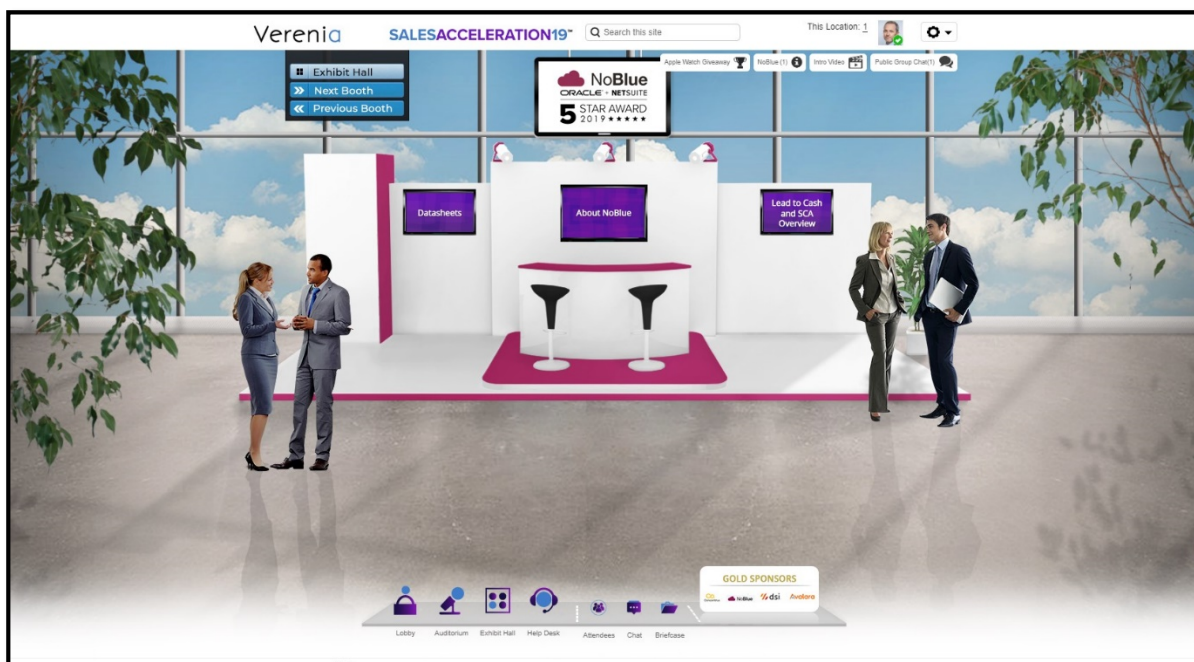 Verenia
SALESACCELERATION19™
Search this site
This Location: 1
Exhibit Hall
Next Booth
Previous Booth
NoBlue
ORACLE + NETSUITE
5 STAR AWARD
2019 ★★★★★
Apple Watch Giveaway
NoBlue (1)
Intro Video
Public Group Chat(1)
Datasheets
About NoBlue
Lead to Cash
and SCA
Overview
GOLD SPONSORS
NoBlue
dsi
Avalara
Lobby
Auditorium
Exhibit Hall
Help Desk
Attendees
Chat
Briefcase